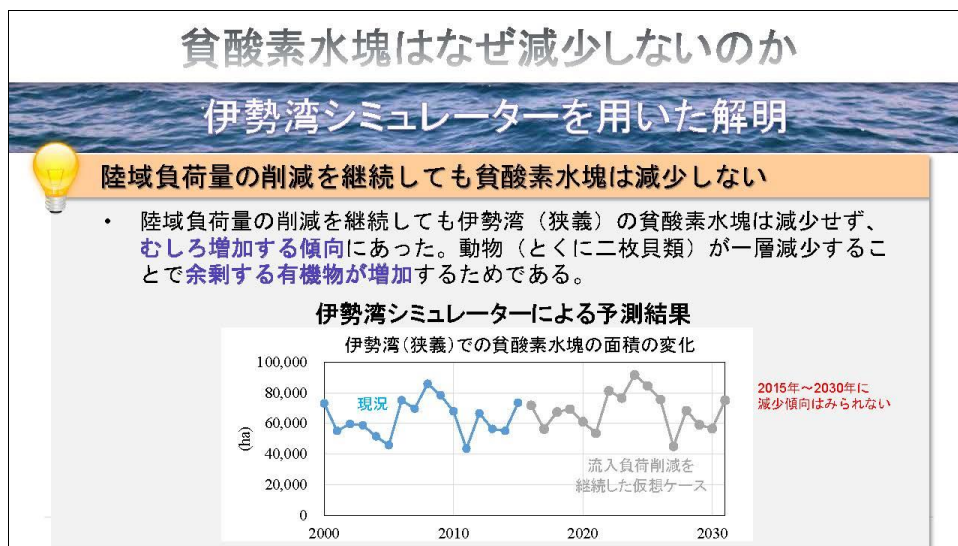 貧酸素水塊はなぜ減少しないのか
伊勢湾シミュレーターを用いた解明
陸域負荷量の削減を継続しても貧酸素水塊は減少しない
• 陸域負荷量の削減を継続しても伊勢湾（狭義）の貧酸素水塊は減少せず、
むしろ増加する傾向にあった。動物（とくに二枚貝類）が一層減少するこ
とで余剰する有機物が増加するためである。
伊勢湾シミュレーターによる予測結果
伊勢湾(狭義)での貧酸素水塊の面積の変化
100,000
80,000
60,000
40,000
20,000
0
(ha)
現況
流入負荷削減を
継続した仮想ケース
2000
2010
2020
2030
2015年～2030年に
減少傾向はみられない